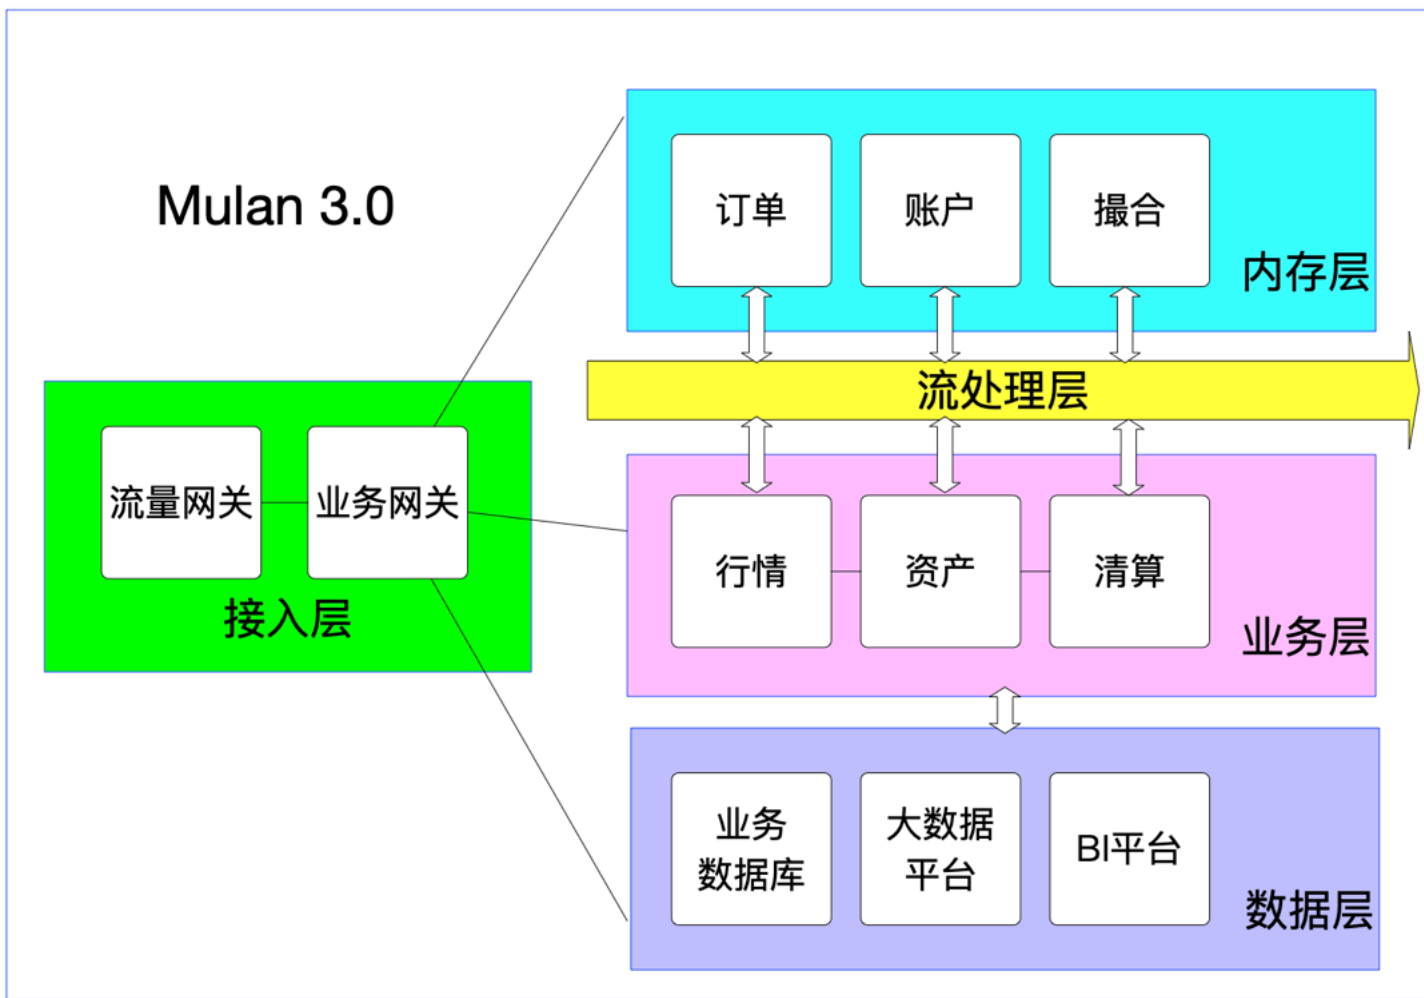 Mulan 3.0
流量网关
业务网关
接入层
订单
账户
撮合
内存层
流处理层
行情
资产
清算
业务层
业务
数据库
大数据
平台
BI平台
数据层